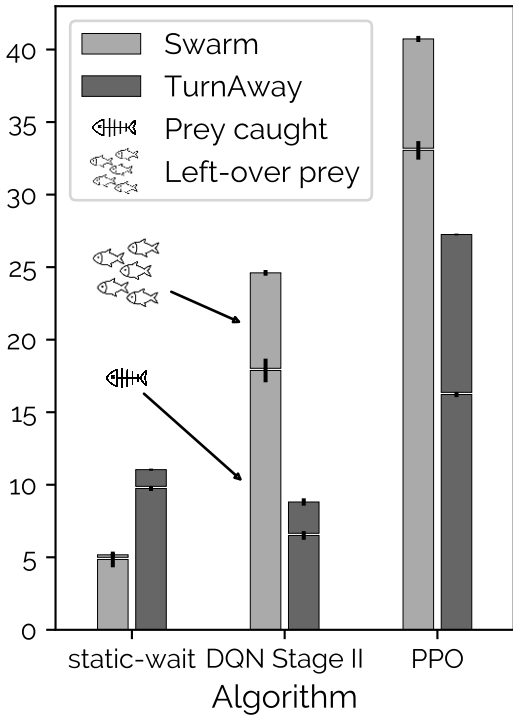 Swarm
TurnAway
Prey caught
Left-over prey
40
35
30
25
20
15
10
5
0
static-wait DQN Stage II PPO
Algorithm